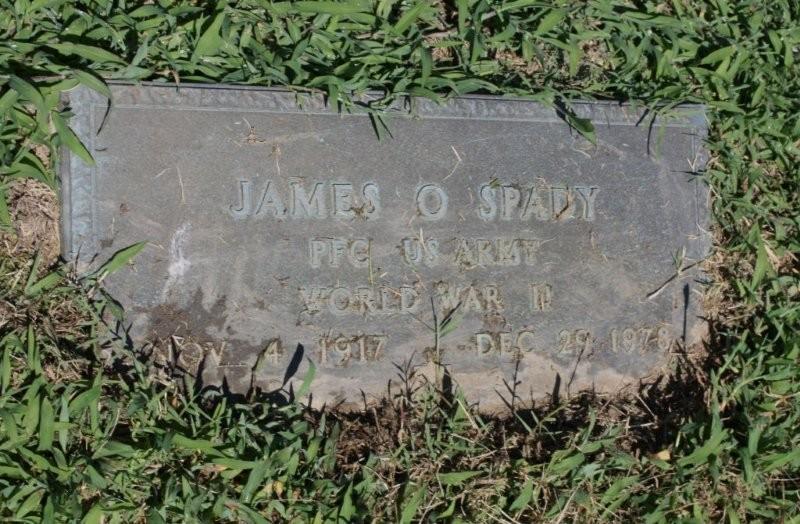 JAMES O SPADY
PFC US ARMY
WORLD WAR II
NOV 4 1917 DEC 29 1978